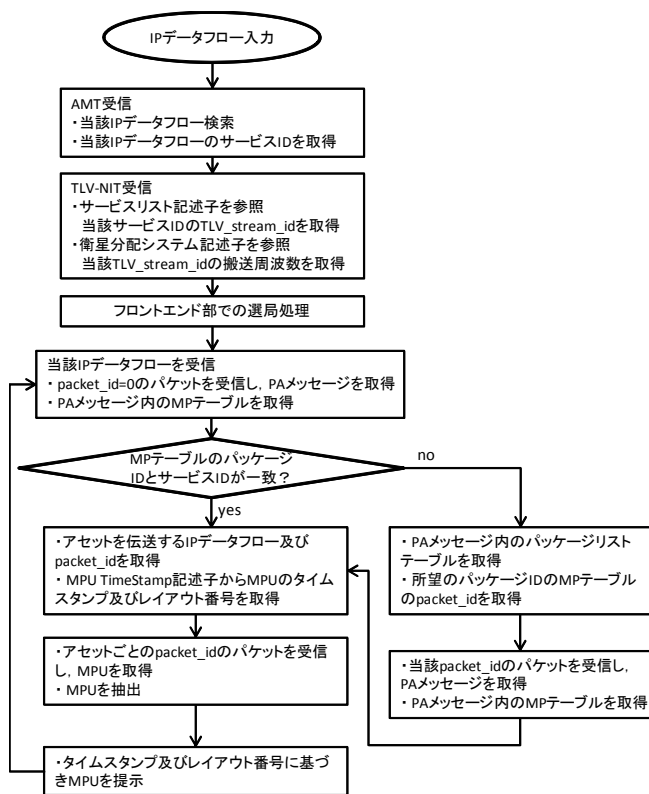 IPデータフロー入力
AMT受信
・当該IPデータフロー検索
・当該IPデータフローのサービスIDを取得
TLV-NIT受信
・サービスリスト記述子を参照
当該サービスIDのTLV_stream_idを取得
・衛星分配システム記述子を参照
当該TLV_stream_idの搬送周波数を取得
フロントエンド部での選局処理
当該IPデータフローを受信
・packet_id=0のパケットを受信し，PAメッセージを取得
・PAメッセージ内のMPテーブルを取得
MPテーブルのパッケージ
IDとサービスIDが一致？
no
yes
・アセットを伝送するIPデータフロー及び
packet_idを取得
・MPU TimeStamp記述子からMPUのタイム
スタンプ及びレイアウト番号を取得
・PAメッセージ内のパッケージリスト
テーブルを取得
・所望のパッケージIDのMPテーブル
のpacket_idを取得
・アセットごとのpacket_idのパケットを受信
し，MPUを取得
・MPUを抽出
・当該packet_idのパケットを受信し，
PAメッセージを取得
・PAメッセージ内のMPテーブルを取得
・タイムスタンプ及びレイアウト番号に基づ
きMPUを提示